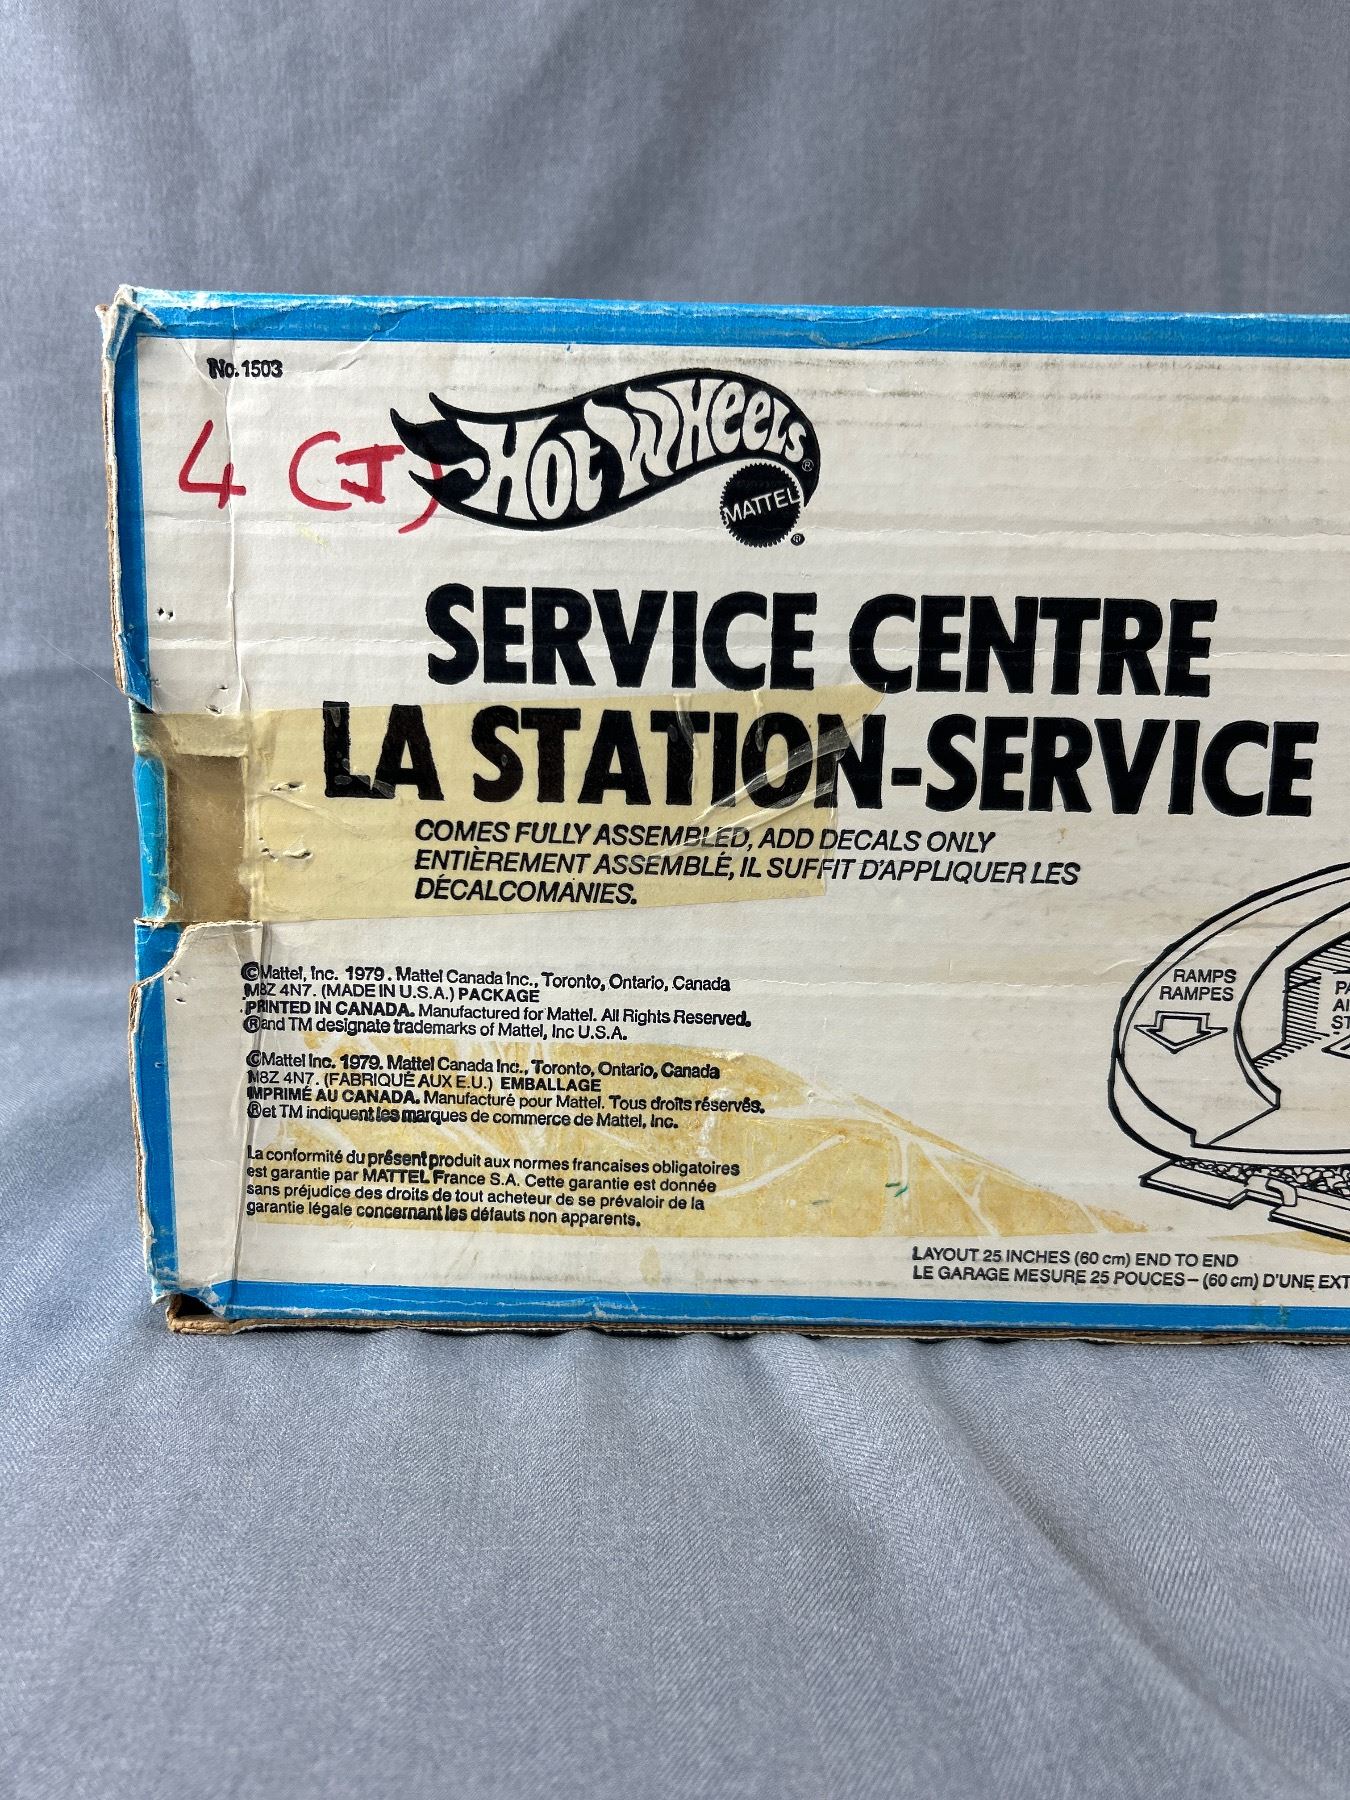 No. 1503
4 (J)
HOT WHEELS®
MATTEL®
SERVICE CENTRE
LA STATION-SERVICE
COMES FULLY ASSEMBLED, ADD DECALS ONLY
ENTIÈREMENT ASSEMBLÉ, IL SUFFIT D'APPLIQUER LES
DÉCALCOMANIES.
©Mattel, Inc. 1979. Mattel Canada Inc., Toronto, Ontario, Canada
M8Z 4N7. (MADE IN U.S.A.) PACKAGE
PRINTED IN CANADA. Manufactured for Mattel. All Rights Reserved.
® and TM designate trademarks of Mattel, Inc U.S.A.
©Mattel Inc. 1979. Mattel Canada Inc., Toronto, Ontario, Canada
M8Z 4N7. (FABRIQUÉ AUX E.U.) EMBALLAGE
IMPRIMÉ AU CANADA. Manufacturé pour Mattel. Tous droits réservés.
® et TM indiquent les marques de commerce de Mattel, Inc.
La conformité du présent produit aux normes francaises obligatoires
est garantie par MATTEL France S.A. Cette garantie est donnée
sans préjudice des droits de tout acheteur de se prévaloir de la
garantie légale concernant les défauts non apparents.
RAMPS
RAMPES
LAYOUT 25 INCHES (60 cm) END TO END
LE GARAGE MESURE 25 POUCES – (60 cm) D'UNE EXT